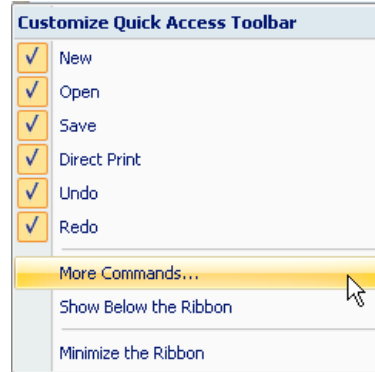 Customize Quick Access Toolbar
New
Open
Save
Direct Print
Undo
Redo
More Commands...
Show Below the Ribbon
Minimize the Ribbon